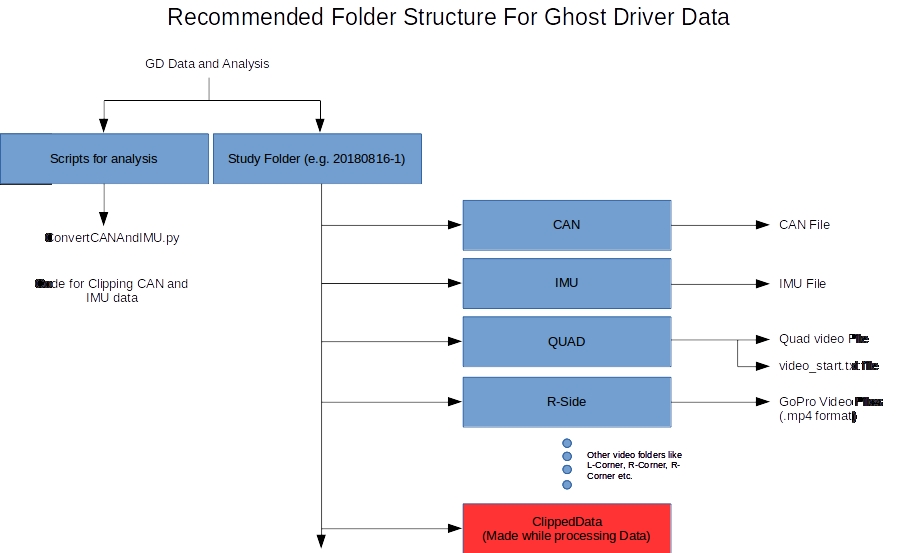 Recommended Folder Structure For Ghost Driver Data
GD Data and Analysis
Scripts for analysis
Study Folder (e.g. 20180816-1)
ConvertCANAndIMU.py
Code for Clipping CAN and
IMU data
CAN
CAN File
IMU
IMU File
QUAD
Quad video File
video_start.txt file
R-Side
GoPro Video Files
(.mp4 format)
Other video folders like
L-Corner, R-Corner, R-
Corner etc.
ClippedData
(Made while processing Data)